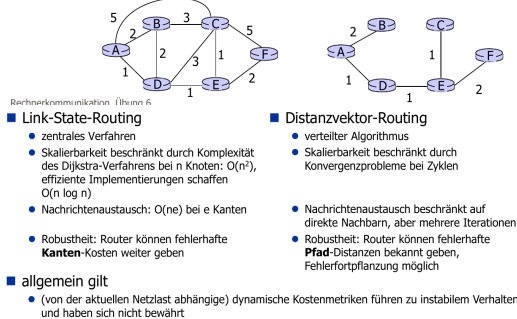 5
B 3 C
5
2
A 2 3 1 F
1
2
D 1 E
B C
2
A 1 F
1
2
D 1 E
Rechnerkommunikation, Übung 6
Link-State-Routing
zentrales Verfahren
Skalierbarkeit beschränkt durch Komplexität
des Dijkstra-Verfahrens bei n Knoten: O(n²),
effiziente Implementierungen schaffen
O(n log n)
Nachrichtenaustausch: O(ne) bei e Kanten
Robustheit: Router können fehlerhafte
Kanten-Kosten weiter geben
Distanzvektor-Routing
verteilter Algorithmus
Skalierbarkeit beschränkt durch
Konvergenzprobleme bei Zyklen
Nachrichtenaustausch beschränkt auf
direkte Nachbarn, aber mehrere Iterationen
Robustheit: Router können fehlerhafte
Pfad-Distanzen bekannt geben,
Fehlerfortpflanzung möglich
allgemein gilt
(von der aktuellen Netzlast abhängige) dynamische Kostenmetriken führen zu instabilem Verhalten
und haben sich nicht bewährt